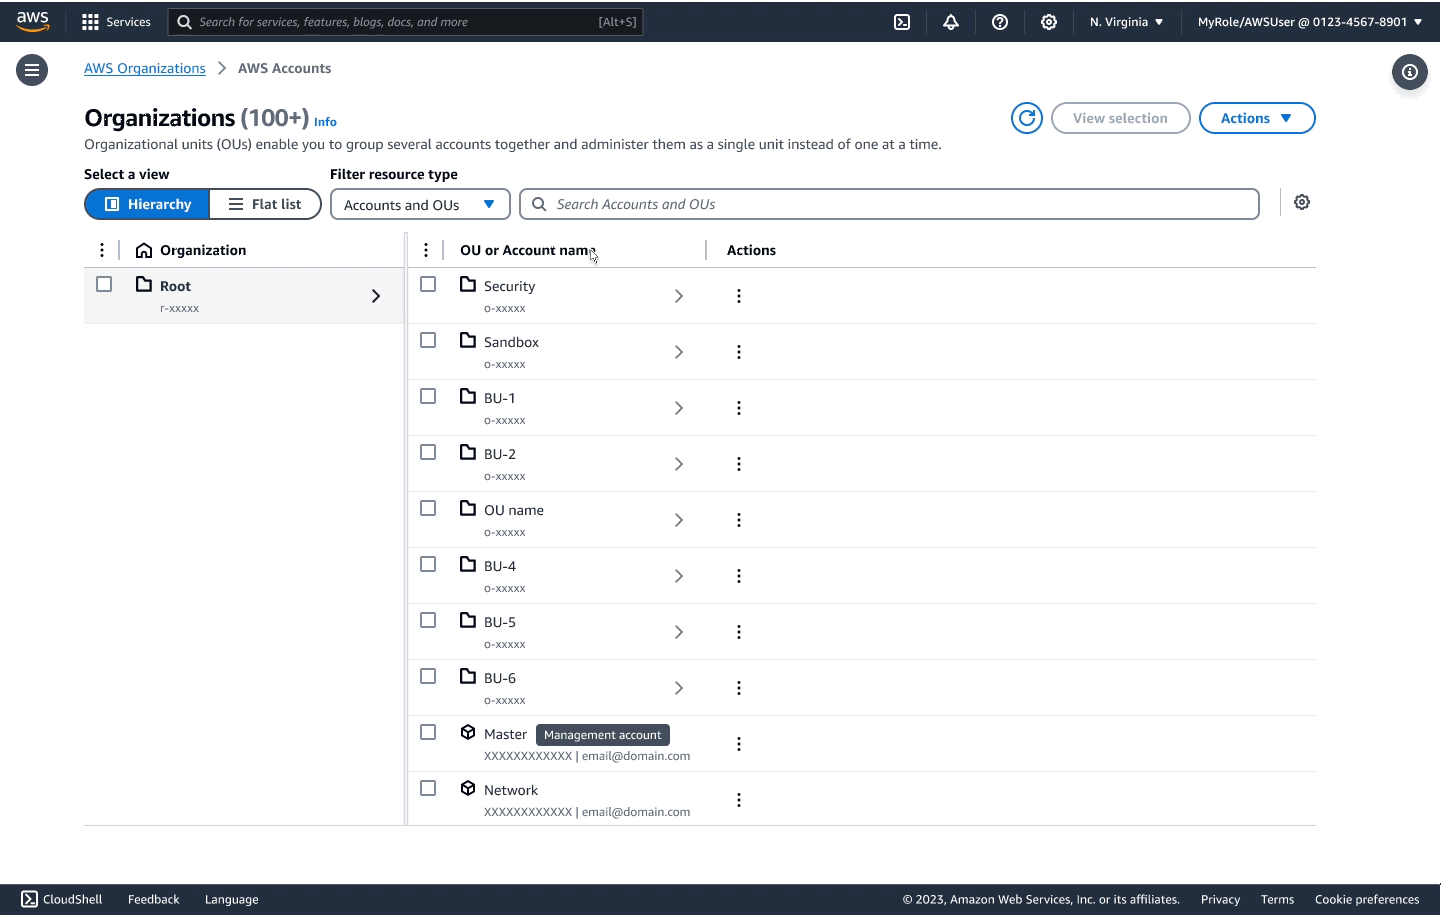 aws Services Search for services, features, blogs, docs, and more [Alt+S] N. Virginia MyRole/AWSUser @ 0123-4567-8901
AWS Organizations AWS Accounts
Organizations (100+) Info View selection Actions
Organizational units (OUs) enable you to group several accounts together and administer them as a single unit instead of one at a time.
Select a view Filter resource type
Hierarchy Flat list Accounts and OUs Search Accounts and OUs
Organization OU or Account name Actions
Root Security
r-xxxxx o-xxxxx
Sandbox
o-xxxxx
BU-1
o-xxxxx
BU-2
o-xxxxx
OU name
o-xxxxx
BU-4
o-xxxxx
BU-5
o-xxxxx
BU-6
o-xxxxx
Master Management account
XXXXXXXXXXXX | email@domain.com
Network
XXXXXXXXXXXX | email@domain.com
CloudShell Feedback Language © 2023, Amazon Web Services, Inc. or its affiliates. Privacy Terms Cookie preferences